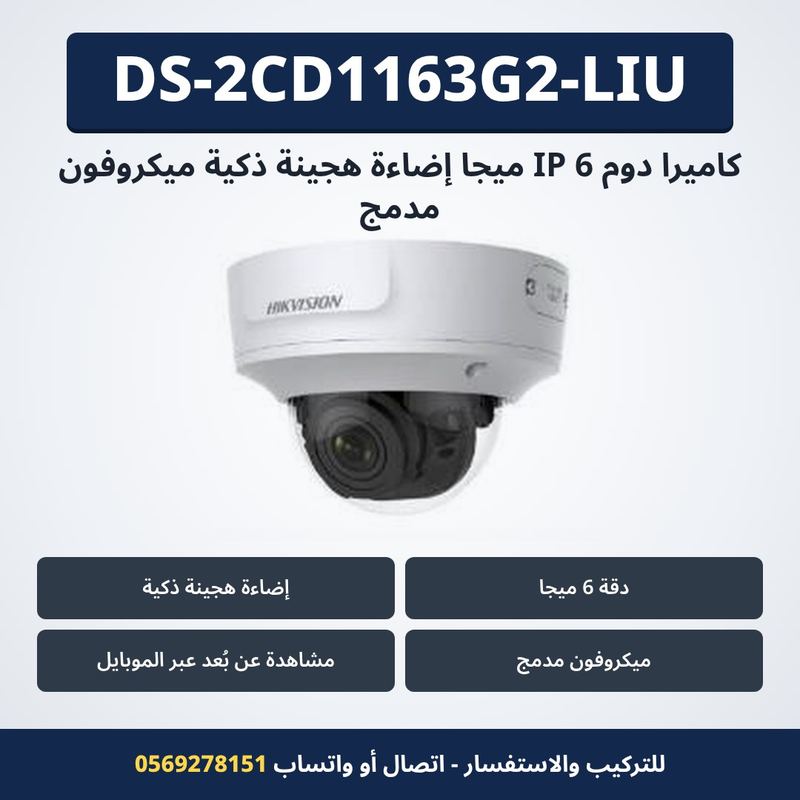 DS-2CD1163G2-LIU
كاميرا دوم IP 6 ميجا إضاءة هجينة ذكية ميكروفون
مدمج
HIKVISION
دقة 6 ميجا
إضاءة هجينة ذكية
ميكروفون مدمج
مشاهدة عن بُعد عبر الموبايل
للتركيب والاستفسار - اتصال أو واتساب 0569278151